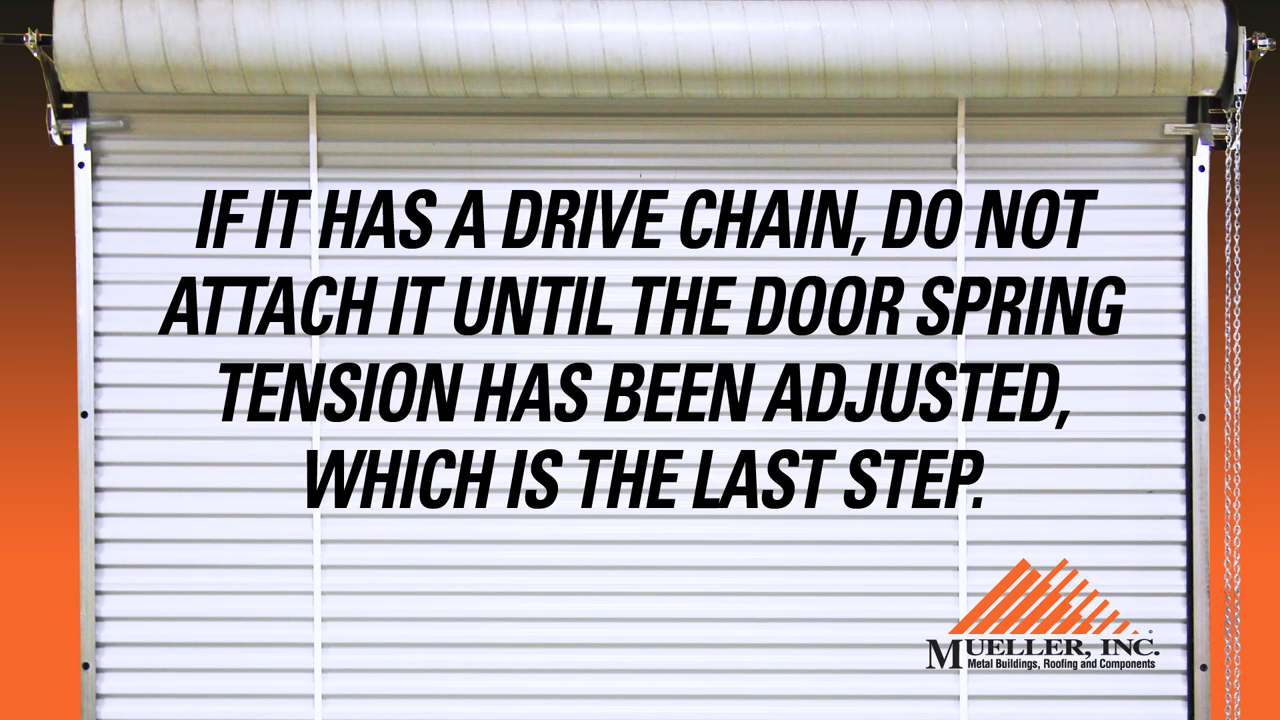 IF IT HAS A DRIVE CHAIN, DO NOT
ATTACH IT UNTIL THE DOOR SPRING
TENSION HAS BEEN ADJUSTED,
WHICH IS THE LAST STEP.
MUELLER, INC.
Metal Buildings, Roofing and Components